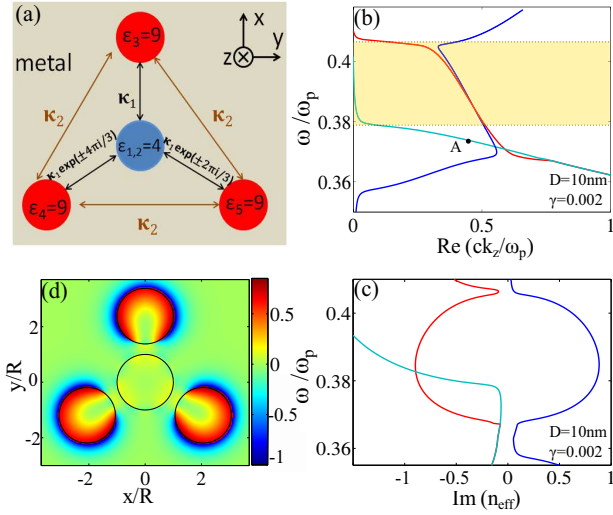 (a)
ε3=9
x
y
z
metal
κ2
κ1
κ2
κ1exp(±4πi/3)
ε1,2=4
κ1exp(±2πi/3)
ε4=9
κ2
ε5=9
(b)
ω/ωp
0.4
0.38
0.36
A
D=10nm
γ=0.002
0
0.5
1
Re (ckz/ωp)
(d)
y/R
2
0
-2
-2
0
2
x/R
0.5
0
-0.5
-1
(c)
ω/ωp
0.4
0.38
0.36
D=10nm
γ=0.002
-1
-0.5
0
0.5
1
Im (neff)